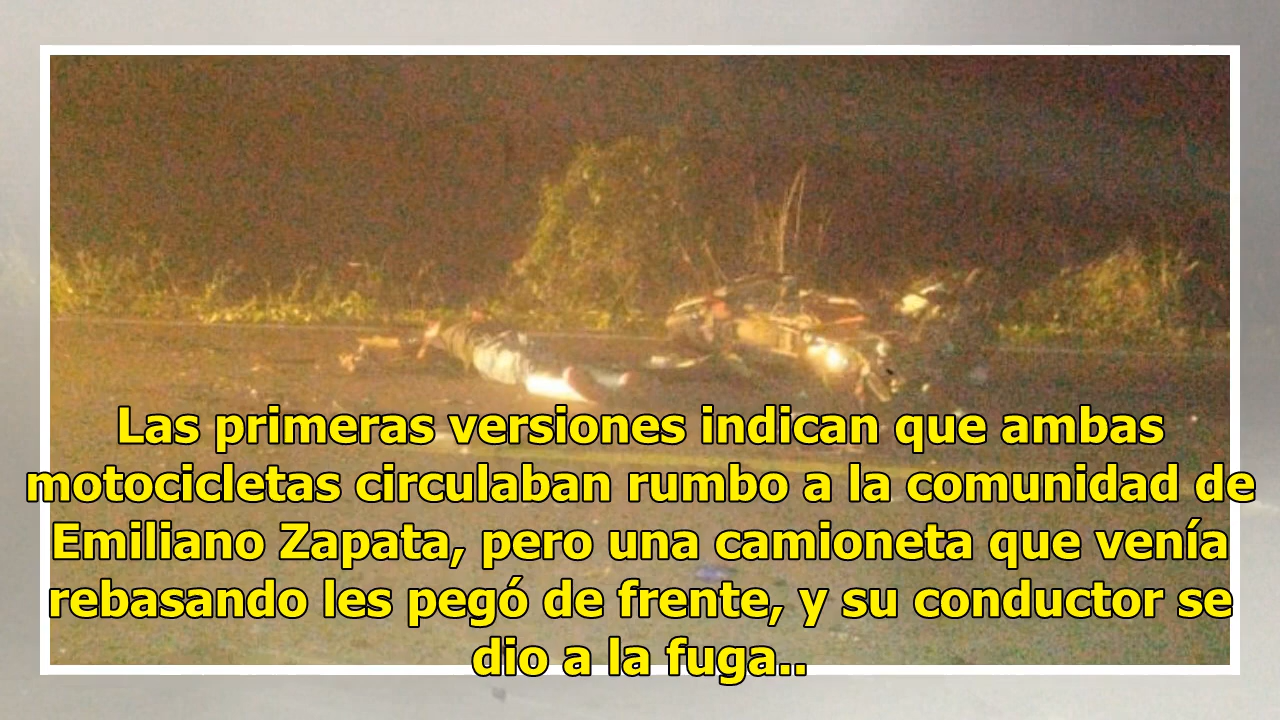 Las primeras versiones indican que ambas
motocicletas circulaban rumbo a la comunidad de
Emiliano Zapata, pero una camioneta que venía
rebasando les pegó de frente, y su conductor se
dio a la fuga..